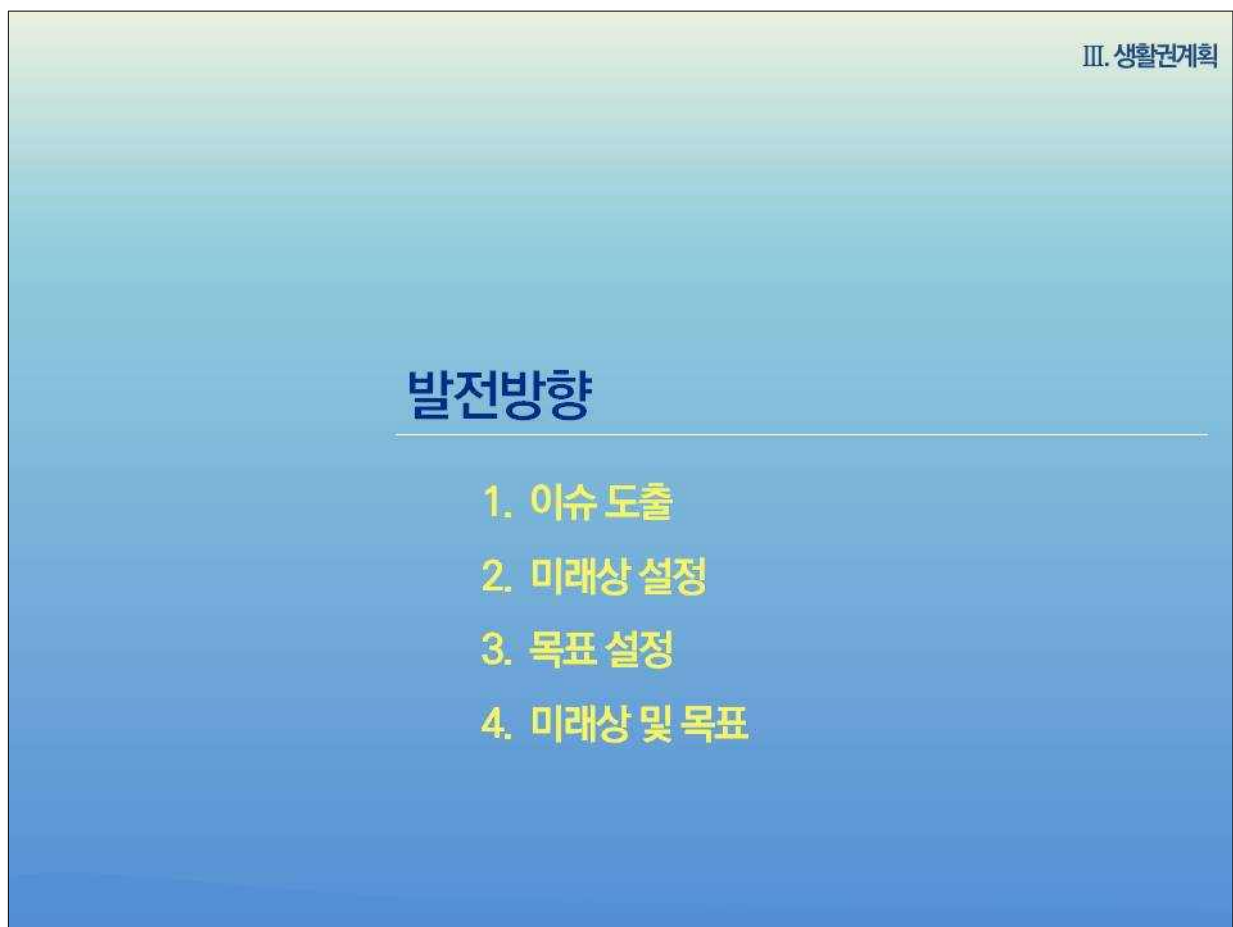 Ⅲ. 생활권계획
발전방향
1. 이슈 도출
2. 미래상 설정
3. 목표 설정
4. 미래상 및 목표